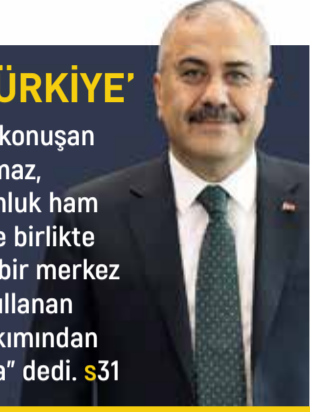 ÜRKİYE’
konuşan
maz,
nluk ham
e birlikte
bir merkez
ullanan
kımından
a” dedi. s31